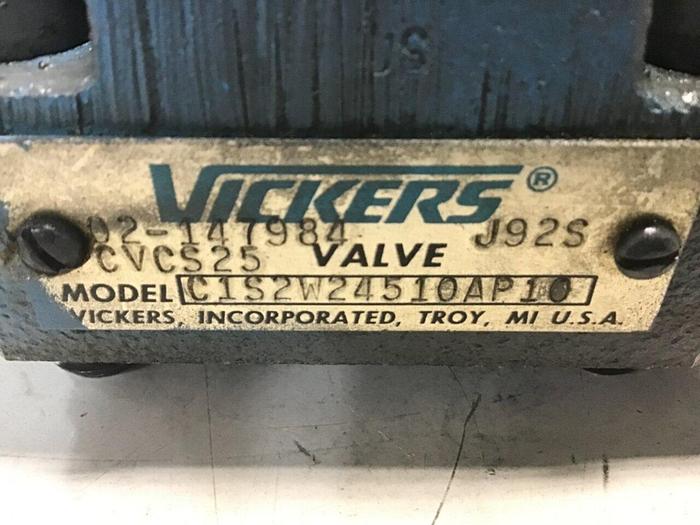 JS
VICKERS®
02-147984 J92S
CVCS25 VALVE
MODEL C1S2W24510AP10
VICKERS, INCORPORATED, TROY, MI U.S.A.